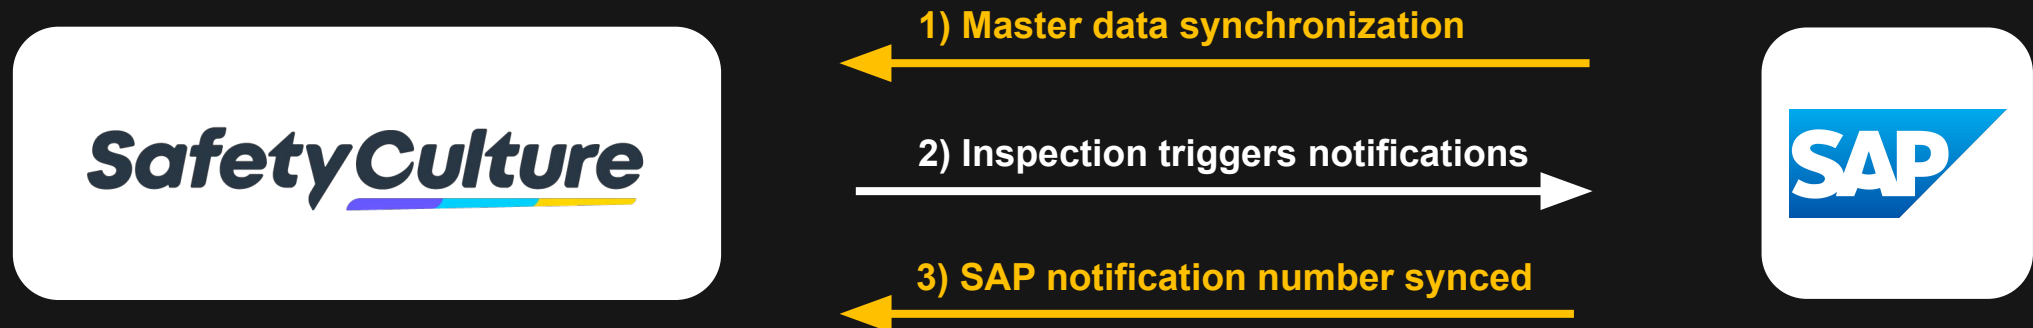 SafetyCulture
1) Master data synchronization
2) Inspection triggers notifications
3) SAP notification number synced
SAP